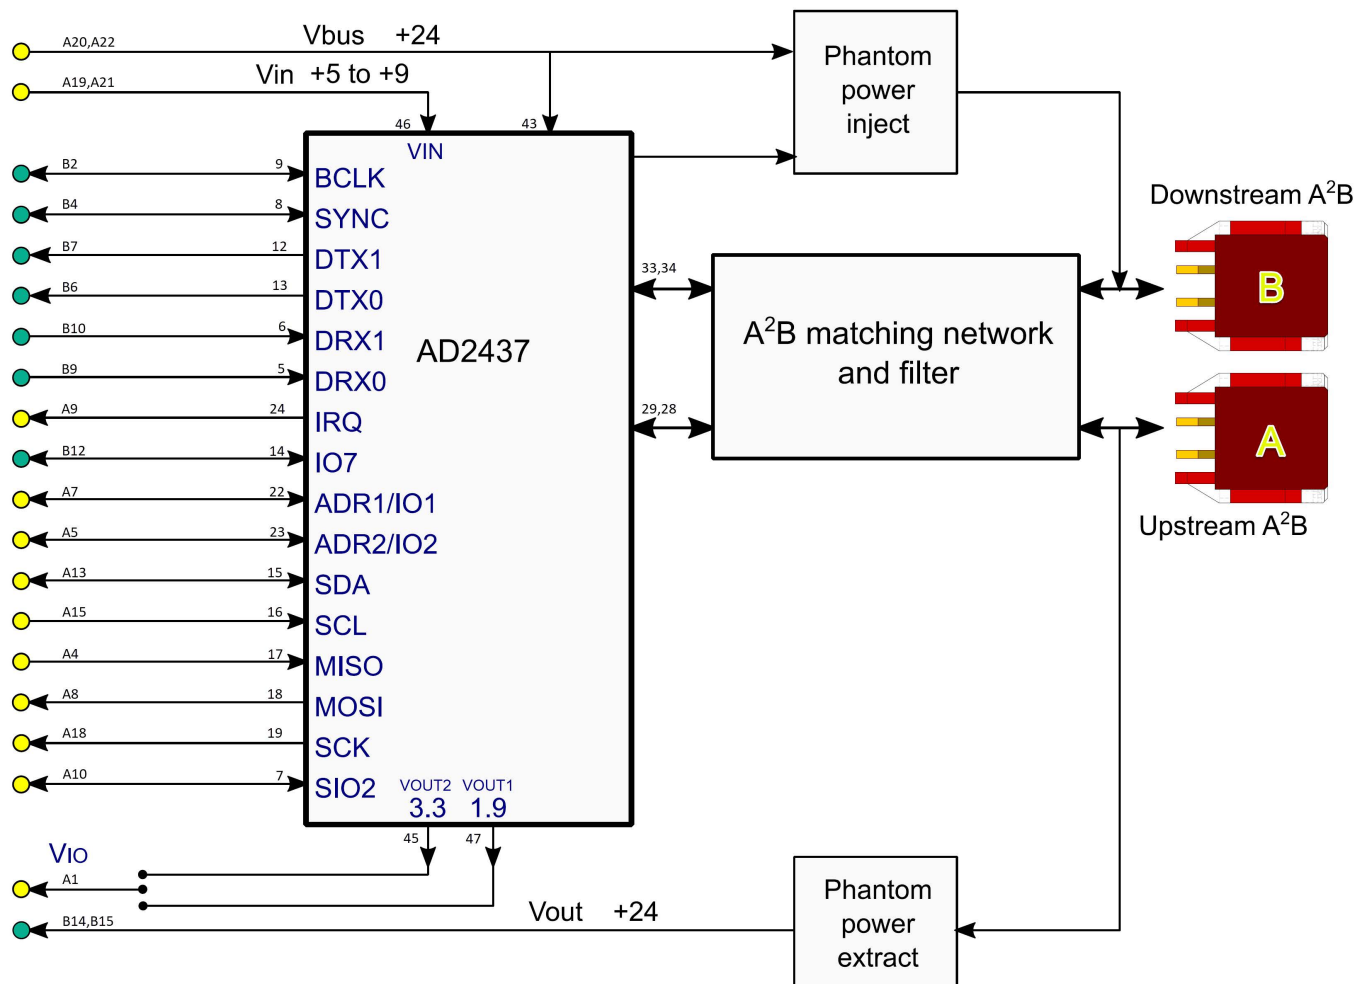 A20,A22 Vbus +24
A19,A21 Vin +5 to +9
Phantom
power
inject
46 43
VIN
B2 9 BCLK
B4 8 SYNC
B7 12 DTX1
B6 13 DTX0
B10 6 DRX1
B9 5 DRX0
A9 24 IRQ
B12 14 IO7
A7 22 ADR1/IO1
A5 23 ADR2/IO2
A13 15 SDA
A15 16 SCL
A4 17 MISO
A8 18 MOSI
A18 19 SCK
A10 7 SIO2
AD2437
VOUT2 VOUT1
3.3 1.9
45 47
33,34
29,28
A²B matching network
and filter
Downstream A²B
B
A
Upstream A²B
VIO
A1
B14,B15 Vout +24
Phantom
power
extract